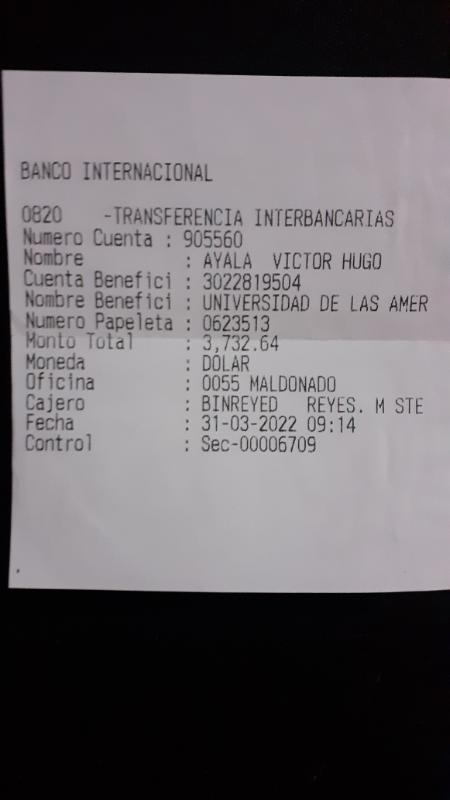 BANCO INTERNACIONAL
0820 -TRANSFERENCIA INTERBANCARIAS
Numero Cuenta : 905560
Nombre : AYALA VICTOR HUGO
Cuenta Benefici : 3022819504
Nombre Benefici : UNIVERSIDAD DE LAS AMER
Numero Papeleta : 0623513
Monto Total : 3,732.64
Moneda : DOLAR
Oficina : 0055 MALDONADO
Cajero : BINREYED REYES. M STE
Fecha : 31-03-2022 09:14
Control : Sec-00006709